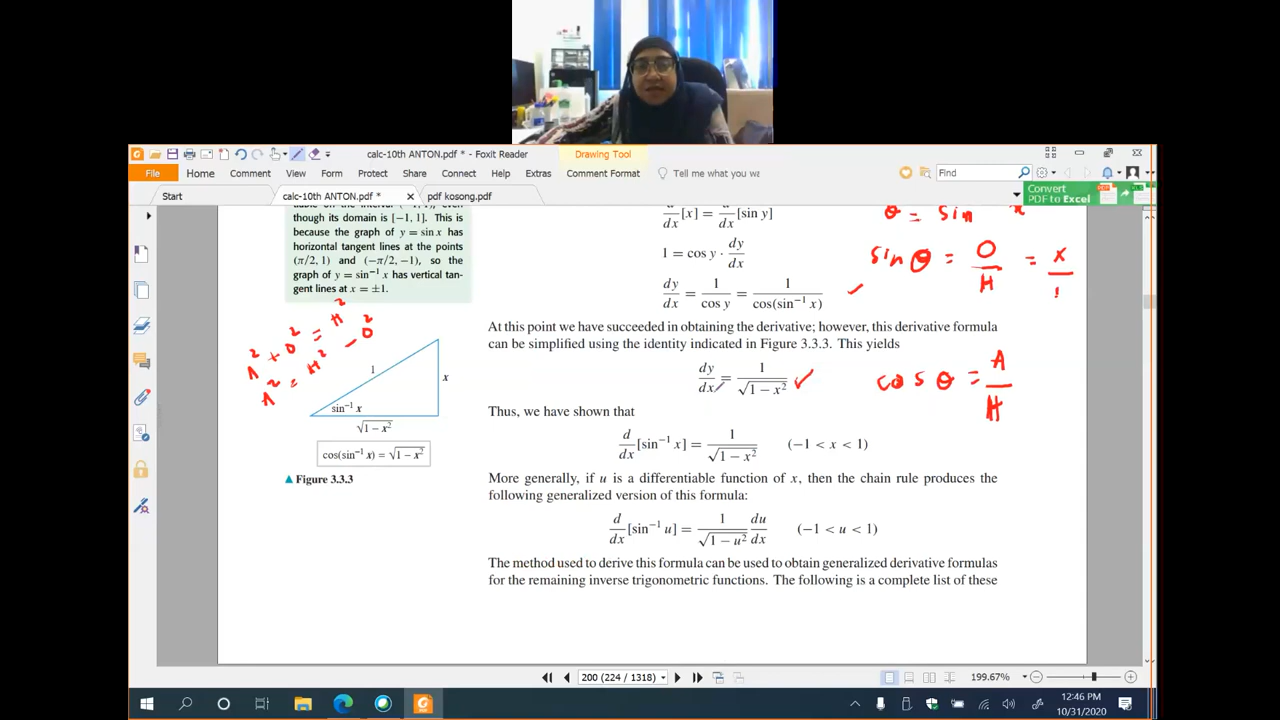 calc-10th ANTON.pdf * - Foxit Reader
Drawing Tool
File Home Comment View Form Protect Share Connect Help Extras Comment Format Tell me what you wa Find
Start calc-10th ANTON.pdf * pdf kosong.pdf
Convert
PDF to Excel
though its domain is [−1, 1]. This is
because the graph of y = sin x has
horizontal tangent lines at the points
(π/2, 1) and (−π/2, −1), so the
graph of y = sin⁻¹ x has vertical tan-
gent lines at x = ±1.
A² + O² = H²
A² = H² − O²
1
x
sin⁻¹ x
√1 − x²
cos(sin⁻¹ x) = √1 − x²
▲ Figure 3.3.3
d/dx [x] = d/dx [sin y]
1 = cos y · dy/dx
dy/dx = 1/cos y = 1/cos(sin⁻¹ x) ✓
θ = sin x
sin θ = O/H = x/1
At this point we have succeeded in obtaining the derivative; however, this derivative formula
can be simplified using the identity indicated in Figure 3.3.3. This yields
dy/dx = 1/√1 − x² ✓
cos θ = A/H
Thus, we have shown that
d/dx [sin⁻¹ x] = 1/√1 − x² (−1 < x < 1)
More generally, if u is a differentiable function of x, then the chain rule produces the
following generalized version of this formula:
d/dx [sin⁻¹ u] = 1/√1 − u² du/dx (−1 < u < 1)
The method used to derive this formula can be used to obtain generalized derivative formulas
for the remaining inverse trigonometric functions. The following is a complete list of these
200 (224 / 1318) 199.67%
12:46 PM
10/31/2020